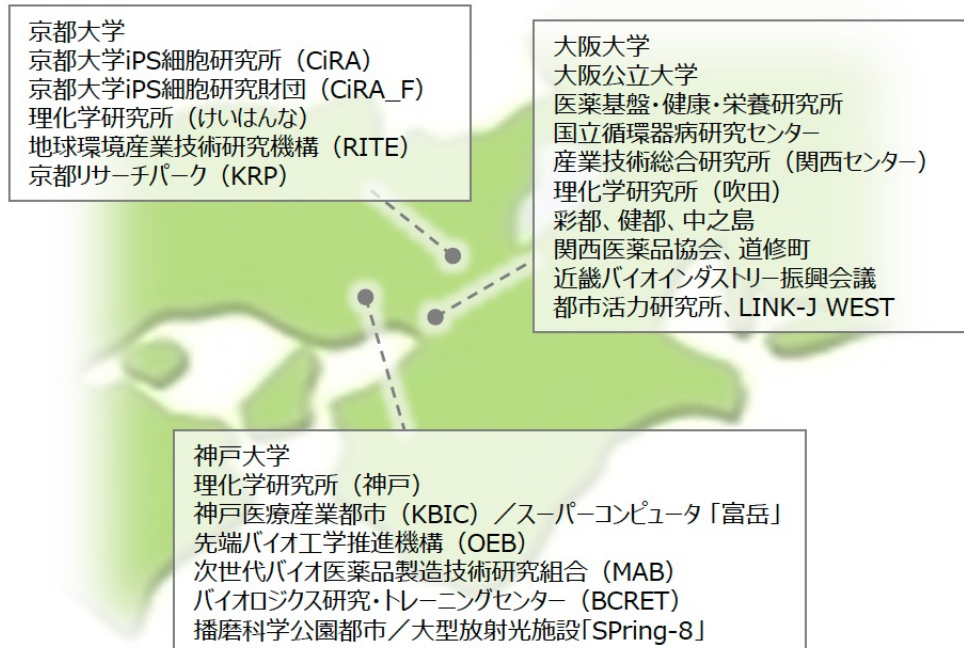 京都大学
京都大学iPS細胞研究所（CiRA）
京都大学iPS細胞研究財団（CiRA_F）
理化学研究所（けいはんな）
地球環境産業技術研究機構（RITE）
京都リサーチパーク（KRP）
大阪大学
大阪公立大学
医薬基盤・健康・栄養研究所
国立循環器病研究センター
産業技術総合研究所（関西センター）
理化学研究所（吹田）
彩都、健都、中之島
関西医薬品協会、道修町
近畿バイオインダストリー振興会議
都市活力研究所、LINK-J WEST
神戸大学
理化学研究所（神戸）
神戸医療産業都市（KBIC）／スーパーコンピュータ「富岳」
先端バイオ工学推進機構（OEB）
次世代バイオ医薬品製造技術研究組合（MAB）
バイオロジクス研究・トレーニングセンター（BCRET）
播磨科学公園都市／大型放射光施設「SPring-8」